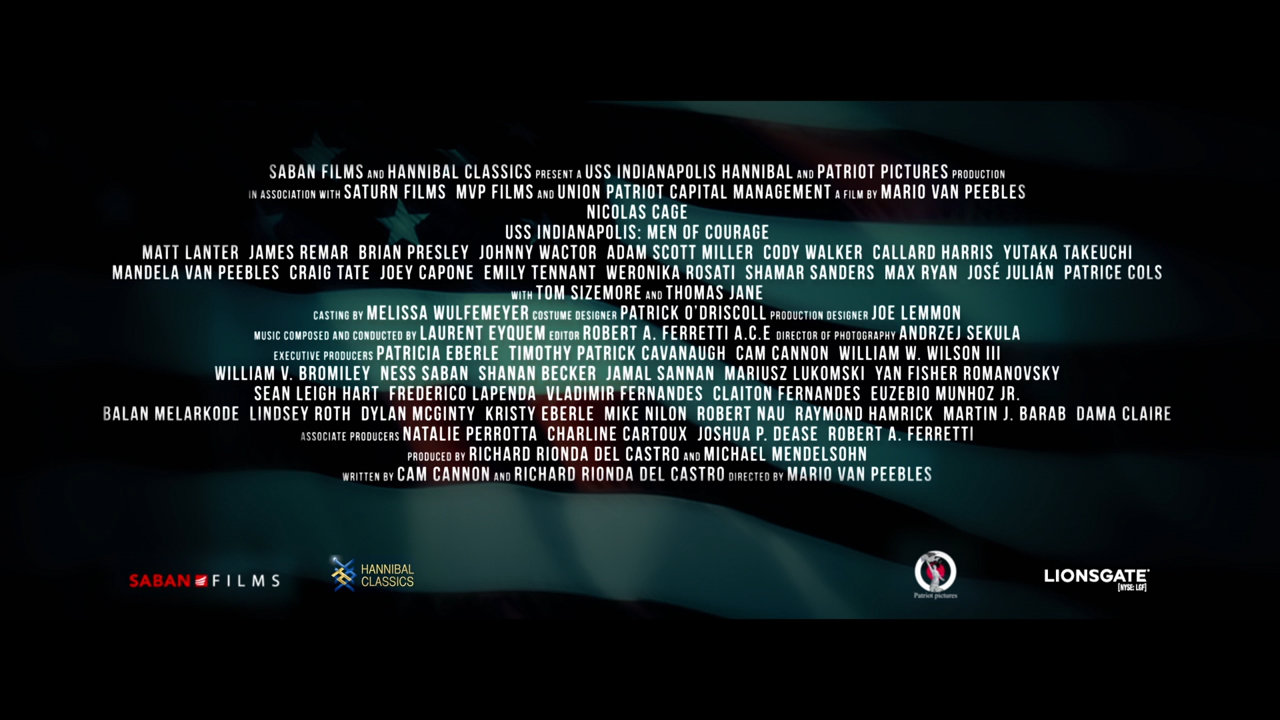 SABAN FILMS AND HANNIBAL CLASSICS PRESENT A USS INDIANAPOLIS HANNIBAL AND PATRIOT PICTURES PRODUCTION
IN ASSOCIATION WITH SATURN FILMS MVP FILMS AND UNION PATRIOT CAPITAL MANAGEMENT A FILM BY MARIO VAN PEEBLES
NICOLAS CAGE
USS INDIANAPOLIS: MEN OF COURAGE
MATT LANTER JAMES REMAR BRIAN PRESLEY JOHNNY WACTOR ADAM SCOTT MILLER CODY WALKER CALLARD HARRIS YUTAKA TAKEUCHI
MANDELA VAN PEEBLES CRAIG TATE JOEY CAPONE EMILY TENNANT WERONIKA ROSATI SHAMAR SANDERS MAX RYAN JOSÉ JULIÁN PATRICE COLS
WITH TOM SIZEMORE AND THOMAS JANE
CASTING BY MELISSA WULFEMEYER COSTUME DESIGNER PATRICK O'DRISCOLL PRODUCTION DESIGNER JOE LEMMON
MUSIC COMPOSED AND CONDUCTED BY LAURENT EYQUEM EDITOR ROBERT A. FERRETTI A.C.E DIRECTOR OF PHOTOGRAPHY ANDRZEJ SEKULA
EXECUTIVE PRODUCERS PATRICIA EBERLE TIMOTHY PATRICK CAVANAUGH CAM CANNON WILLIAM W. WILSON III
WILLIAM V. BROMILEY NESS SABAN SHANAN BECKER JAMAL SANNAN MARIUSZ LUKOMSKI YAN FISHER ROMANOVSKY
SEAN LEIGH HART FREDERICO LAPENDA VLADIMIR FERNANDES CLAITON FERNANDES EUZEBIO MUNHOZ JR.
BALAN MELARKODE LINDSEY ROTH DYLAN MCGINTY KRISTY EBERLE MIKE NILON ROBERT NAU RAYMOND HAMRICK MARTIN J. BARAB DAMA CLAIRE
ASSOCIATE PRODUCERS NATALIE PERROTTA CHARLINE CARTOUX JOSHUA P. DEASE ROBERT A. FERRETTI
PRODUCED BY RICHARD RIONDA DEL CASTRO AND MICHAEL MENDELSOHN
WRITTEN BY CAM CANNON AND RICHARD RIONDA DEL CASTRO DIRECTED BY MARIO VAN PEEBLES
SABAN FILMS
HANNIBAL
CLASSICS
Patriot pictures
LIONSGATE
[NYSE: LGF]